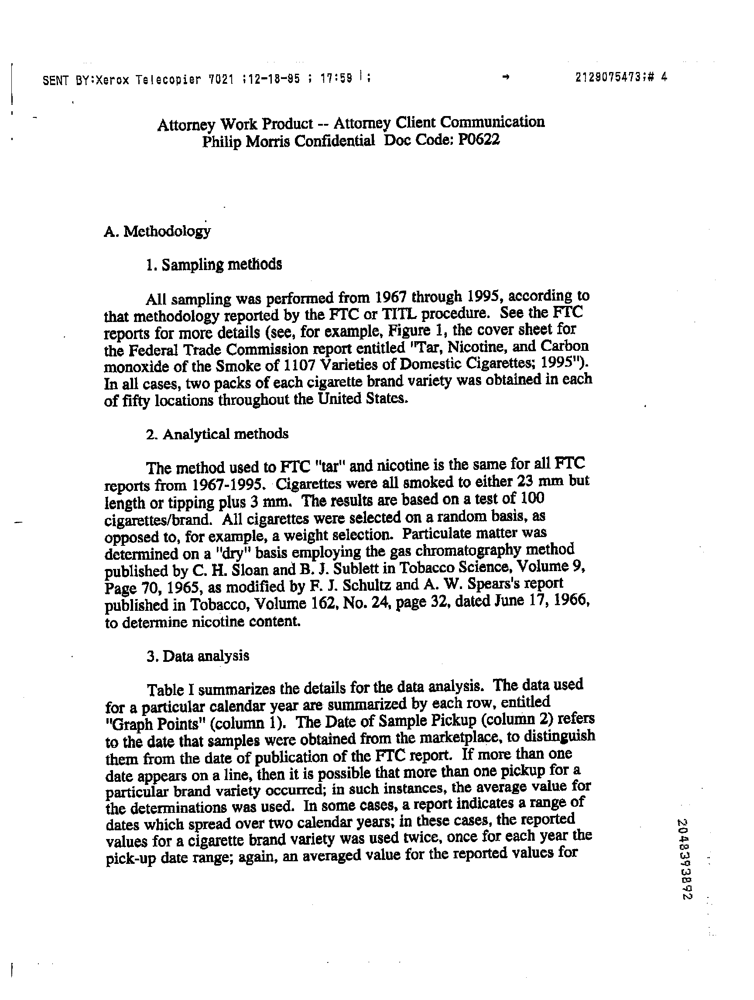 SENT BY:Xerox Telecopier 7021 ;12-18-95 ; 17:59 ; → 2129075473;# 4
Attorney Work Product -- Attorney Client Communication
Philip Morris Confidential Doc Code: P0622
A. Methodology
1. Sampling methods
All sampling was performed from 1967 through 1995, according to
that methodology reported by the FTC or TITL procedure. See the FTC
reports for more details (see, for example, Figure 1, the cover sheet for
the Federal Trade Commission report entitled "Tar, Nicotine, and Carbon
monoxide of the Smoke of 1107 Varieties of Domestic Cigarettes; 1995").
In all cases, two packs of each cigarette brand variety was obtained in each
of fifty locations throughout the United States.
2. Analytical methods
The method used to FTC "tar" and nicotine is the same for all FTC
reports from 1967-1995. Cigarettes were all smoked to either 23 mm but
length or tipping plus 3 mm. The results are based on a test of 100
cigarettes/brand. All cigarettes were selected on a random basis, as
opposed to, for example, a weight selection. Particulate matter was
determined on a "dry" basis employing the gas chromatography method
published by C. H. Sloan and B. J. Sublett in Tobacco Science, Volume 9,
Page 70, 1965, as modified by F. J. Schultz and A. W. Spears's report
published in Tobacco, Volume 162, No. 24, page 32, dated June 17, 1966,
to determine nicotine content.
3. Data analysis
Table I summarizes the details for the data analysis. The data used
for a particular calendar year are summarized by each row, entitled
"Graph Points" (column 1). The Date of Sample Pickup (column 2) refers
to the date that samples were obtained from the marketplace, to distinguish
them from the date of publication of the FTC report. If more than one
date appears on a line, then it is possible that more than one pickup for a
particular brand variety occurred; in such instances, the average value for
the determinations was used. In some cases, a report indicates a range of
dates which spread over two calendar years; in these cases, the reported
values for a cigarette brand variety was used twice, once for each year the
pick-up date range; again, an averaged value for the reported values for
2048393892